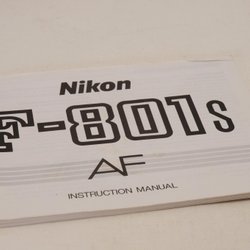 Nikon
F-801s
AF
INSTRUCTION MANUAL